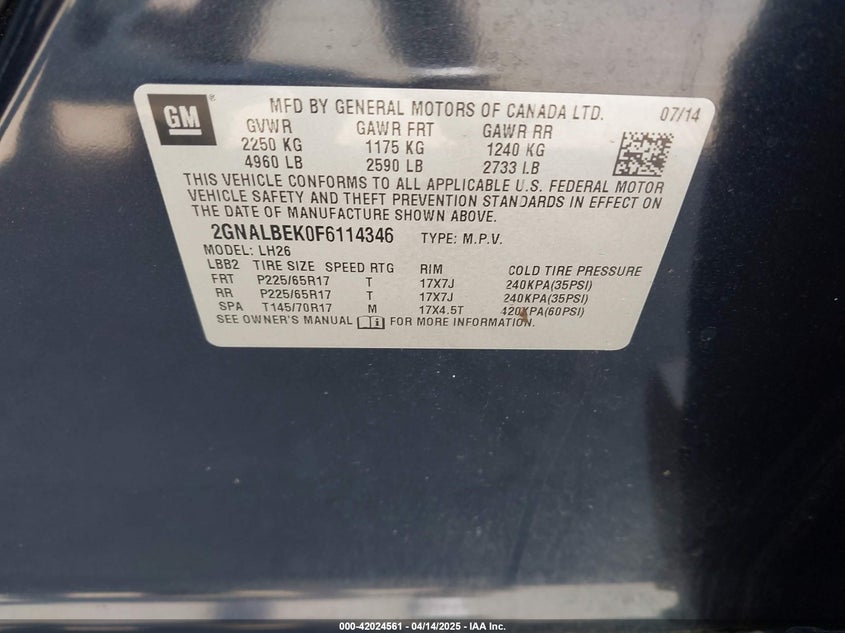 GM ® MFD BY GENERAL MOTORS OF CANADA LTD. 07/14
GVWR GAWR FRT GAWR RR
2250 KG 1175 KG 1240 KG
4960 LB 2590 LB 2733 LB
THIS VEHICLE CONFORMS TO ALL APPLICABLE U.S. FEDERAL MOTOR
VEHICLE SAFETY AND THEFT PREVENTION STANDARDS IN EFFECT ON
THE DATE OF MANUFACTURE SHOWN ABOVE.
2GNALBEK0F6114346 TYPE: M.P.V.
MODEL: LH26
LBB2 TIRE SIZE SPEED RTG RIM COLD TIRE PRESSURE
FRT P225/65R17 T 17X7J 240KPA(35PSI)
RR P225/65R17 T 17X7J 240KPA(35PSI)
SPA T145/70R17 M 17X4.5T 420KPA(60PSI)
SEE OWNER'S MANUAL FOR MORE INFORMATION.
000-42024561 - 04/14/2025 - IAA Inc.